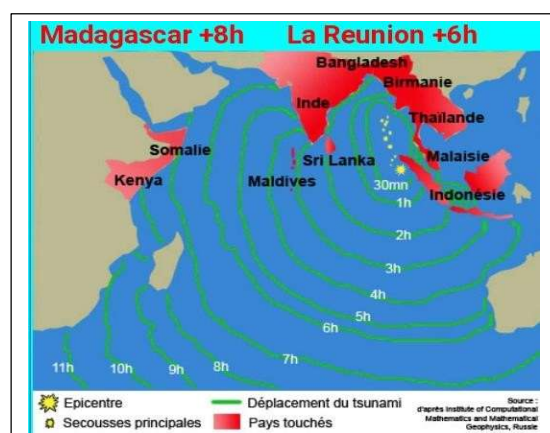 Madagascar +8h La Reunion +6h
Bangladesh
Birmanie
Inde
Thaïlande
Somalie
Sri Lanka
Malaisie
Kenya
Maldives
30mn
Indonésie
1h
2h
3h
4h
5h
6h
7h
8h
9h
10h
11h
Epicentre
Déplacement du tsunami
Secousses principales
Pays touchés
Source :
d'après Institute of Computational
Mathematics and Mathematical
Geophysics, Russie